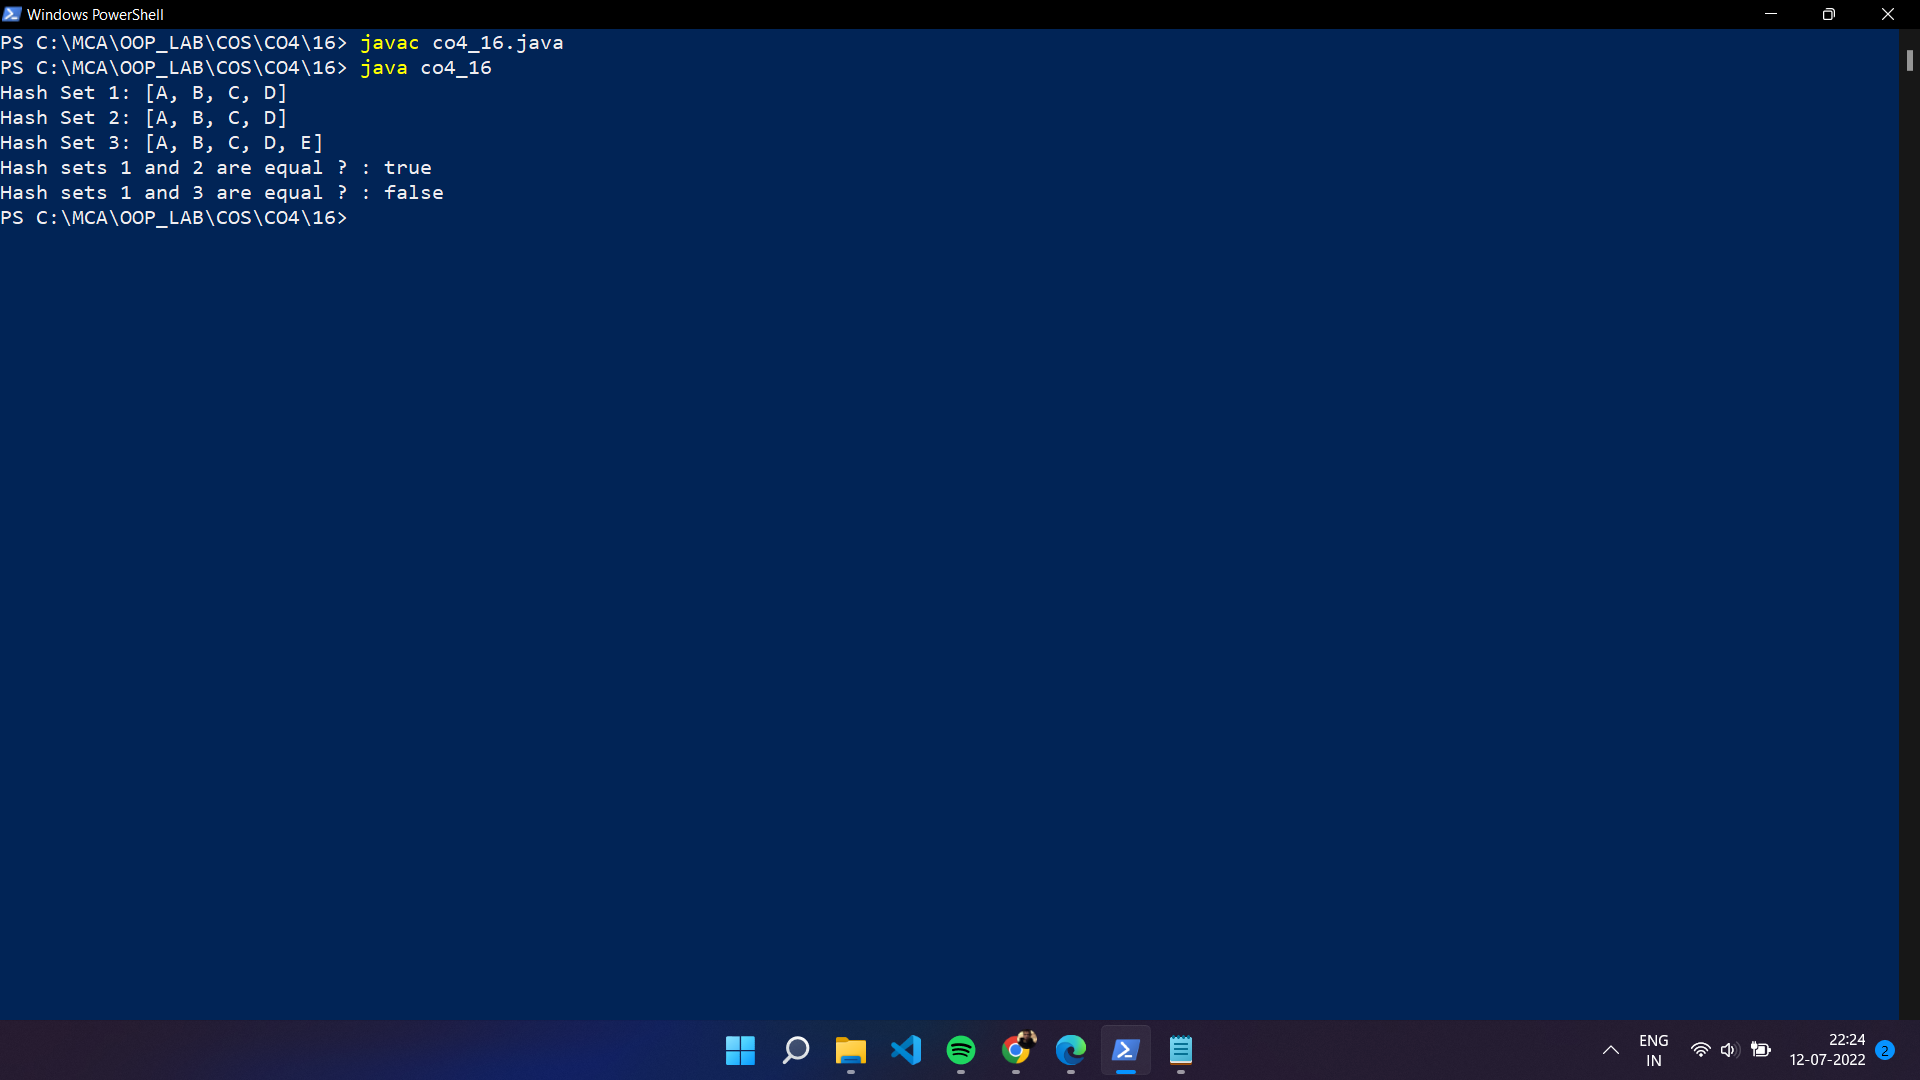 Windows PowerShell
PS C:\MCA\OOP_LAB\COS\CO4\16> javac co4_16.java
PS C:\MCA\OOP_LAB\COS\CO4\16> java co4_16
Hash Set 1: [A, B, C, D]
Hash Set 2: [A, B, C, D]
Hash Set 3: [A, B, C, D, E]
Hash sets 1 and 2 are equal ? : true
Hash sets 1 and 3 are equal ? : false
PS C:\MCA\OOP_LAB\COS\CO4\16>
ENG
IN
22:24
12-07-2022
2